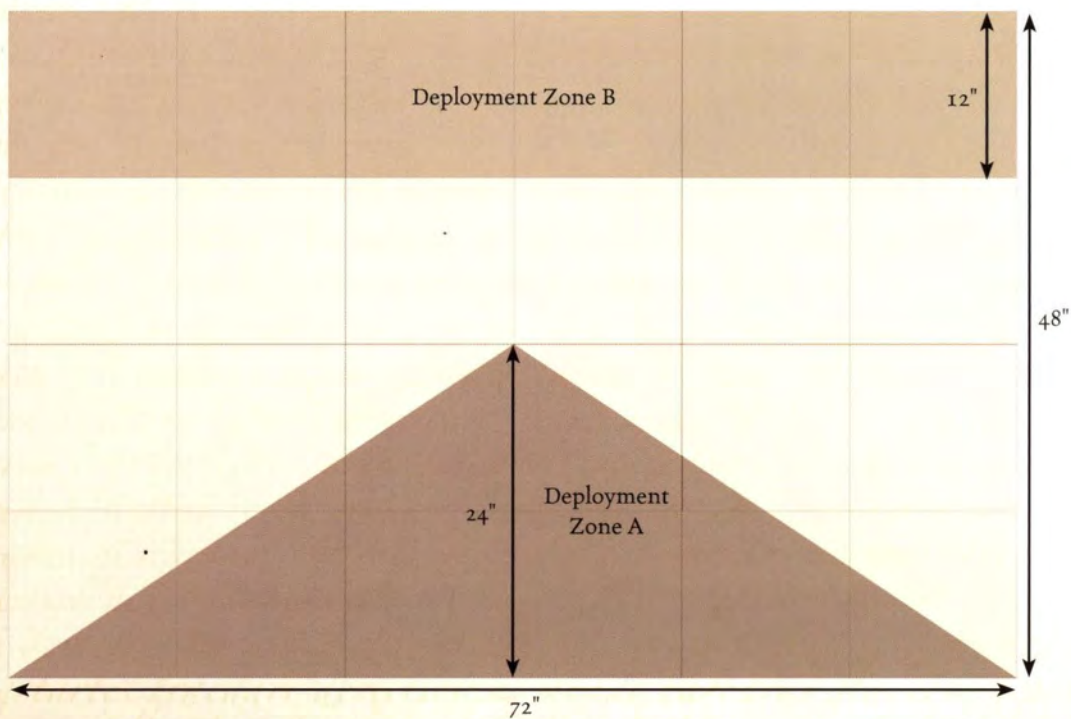 Deployment Zone B
12"
48"
24"
Deployment
Zone A
72"